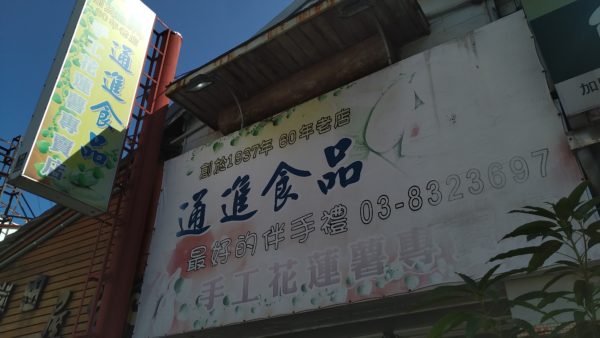 通進食品
手工花蓮薯專賣店
創於1937年 60年老店
通進食品
最好的伴手禮 03-8323697
手工花蓮薯專
加